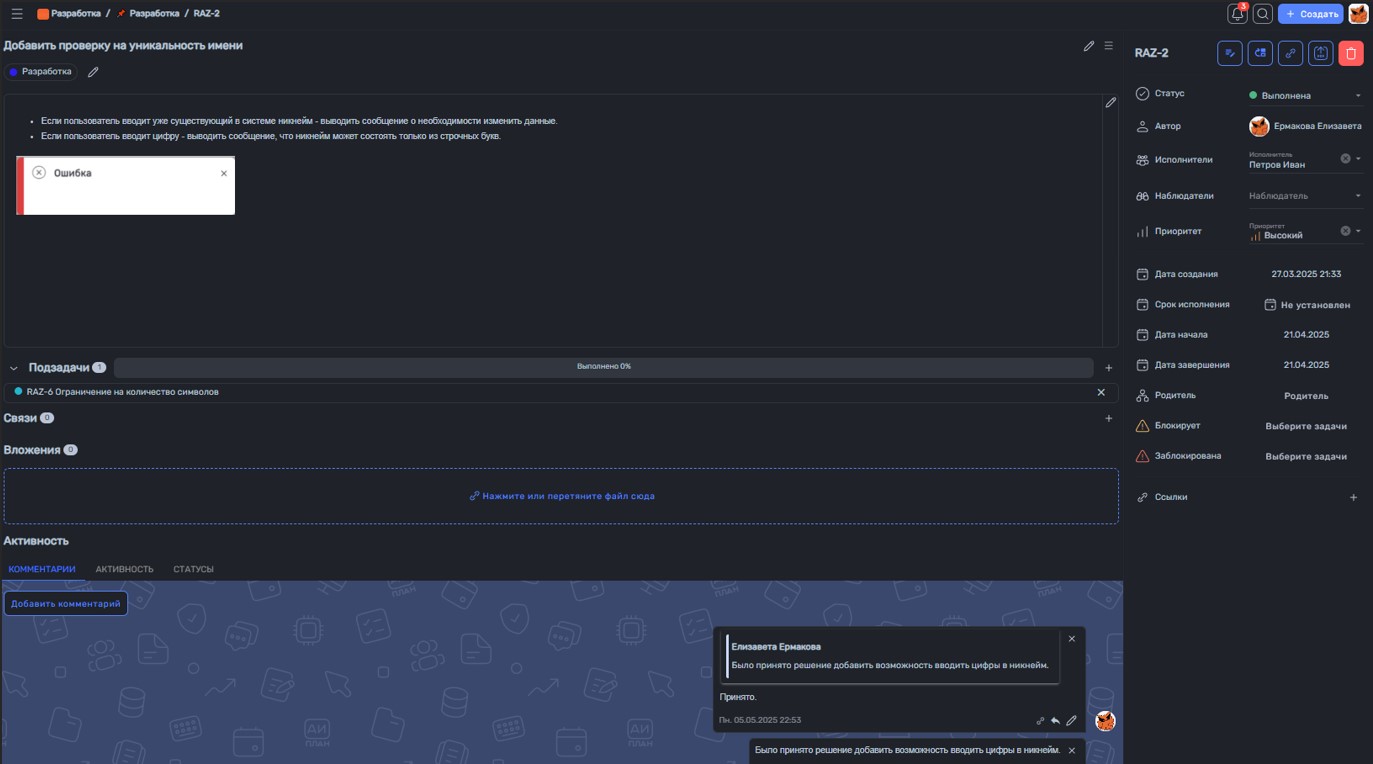 Разработка / Разработка / RAZ-2
3
+ Создать
Добавить проверку на уникальность имени
Разработка
Если пользователь вводит уже существующий в системе никнейм - выводить сообщение о необходимости изменить данные.
Если пользователь вводит цифру - выводить сообщение, что никнейм может состоять только из строчных букв.
Ошибка
Подзадачи 1
Выполнено 0%
RAZ-6 Ограничение на количество символов
Связи 0
Вложения 0
Нажмите или перетяните файл сюда
Активность
КОММЕНТАРИИ АКТИВНОСТЬ СТАТУСЫ
Добавить комментарий
Елизавета Ермакова
Было принято решение добавить возможность вводить цифры в никнейм.
Принято.
Пн. 05.05.2025 22:53
Было принято решение добавить возможность вводить цифры в никнейм.
АИ
ПЛАН
АИ
ПЛАН
RAZ-2
Статус Выполнена
Автор Ермакова Елизавета
Исполнители
Исполнитель
Петров Иван
Наблюдатели Наблюдатель
Приоритет
Приоритет
Высокий
Дата создания 27.03.2025 21:33
Срок исполнения Не установлен
Дата начала 21.04.2025
Дата завершения 21.04.2025
Родитель Родитель
Блокирует Выберите задачи
Заблокирована Выберите задачи
Ссылки